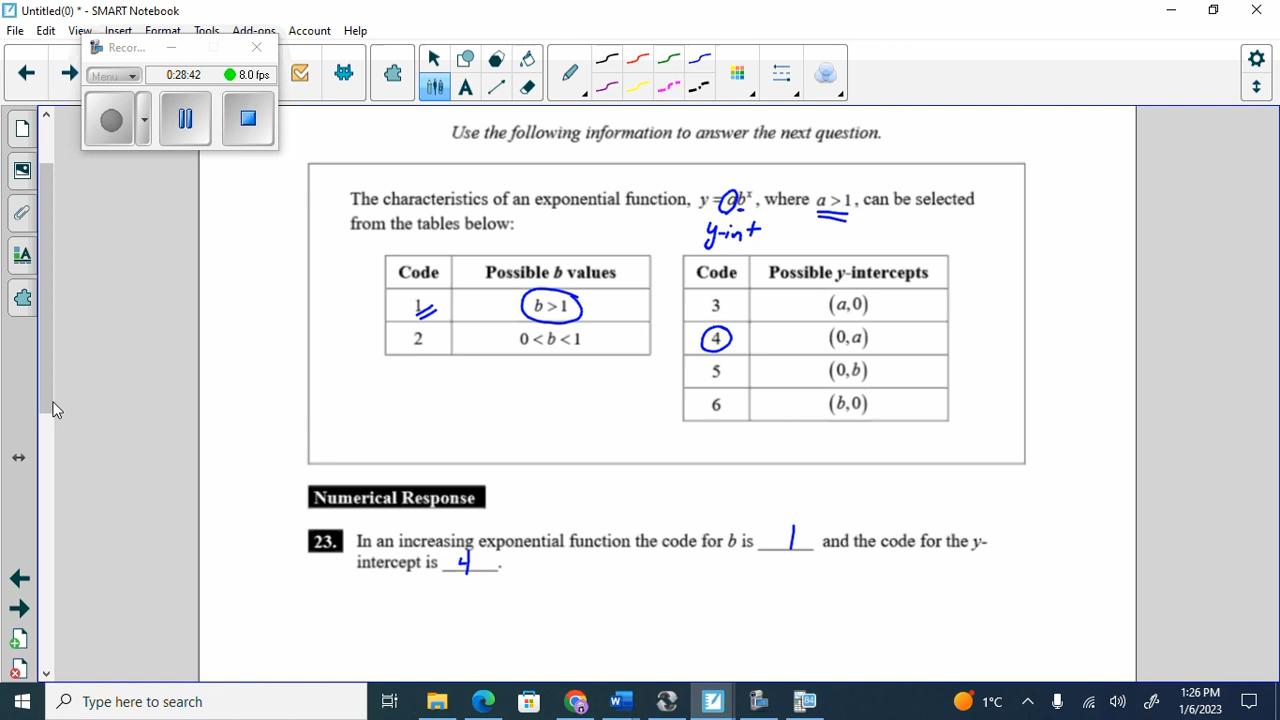 Untitled(0) * - SMART Notebook
File Edit View Insert Format Tools Add-ons Account Help
Recor...
Menu 0:28:42 8.0 fps
Use the following information to answer the next question.
The characteristics of an exponential function, y = abˣ, where a > 1, can be selected
from the tables below:
y-int
Code Possible b values
1 b > 1
2 0 < b < 1
Code Possible y-intercepts
3 (a,0)
4 (0,a)
5 (0,b)
6 (b,0)
Numerical Response
23. In an increasing exponential function the code for b is 1 and the code for the y-
intercept is 4.
Type here to search
W
84
1°C
1:26 PM
1/6/2023